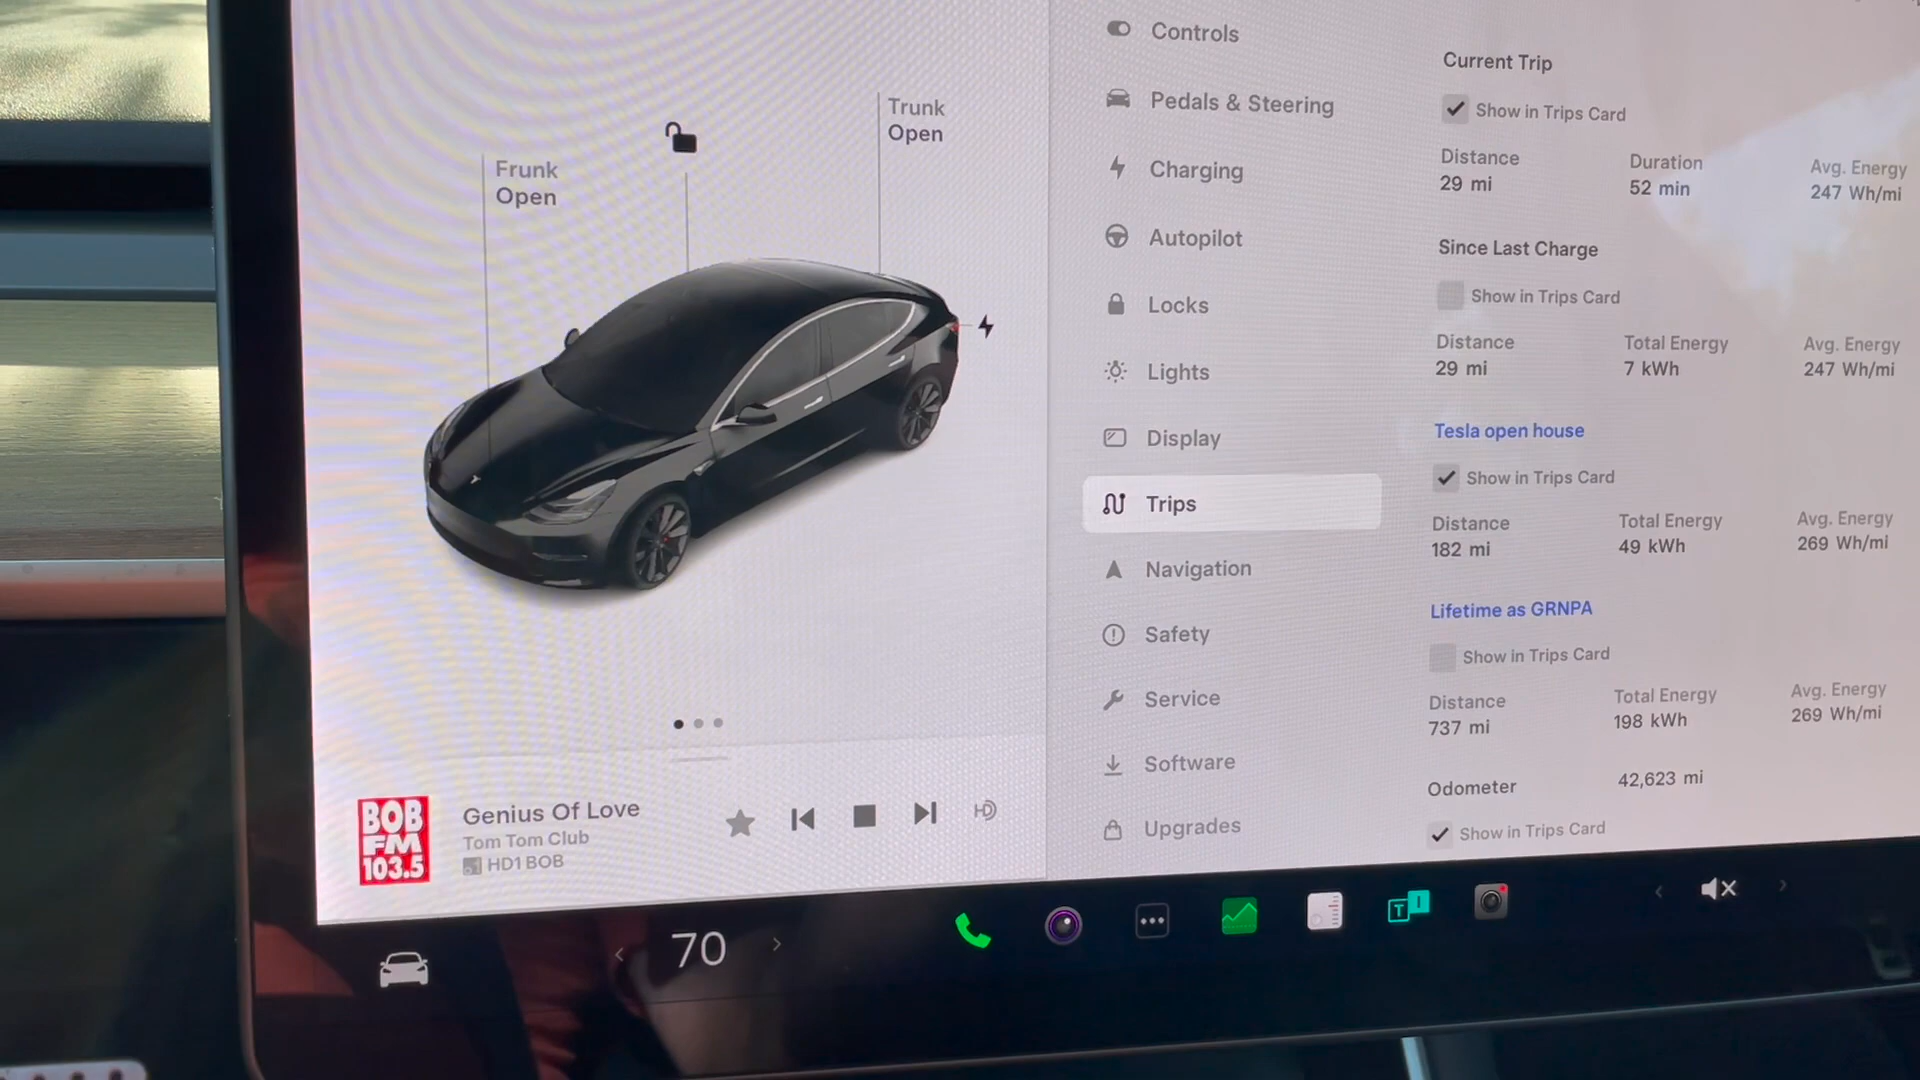 Frunk
Open
Trunk
Open
BOB
FM
103.5
Genius Of Love
Tom Tom Club
HD1 BOB
HD
70
Controls
Pedals & Steering
Charging
Autopilot
Locks
Lights
Display
Trips
Navigation
Safety
Service
Software
Upgrades
Current Trip
Show in Trips Card
Distance Duration Avg. Energy
29 mi 52 min 247 Wh/mi
Since Last Charge
Show in Trips Card
Distance Total Energy Avg. Energy
29 mi 7 kWh 247 Wh/mi
Tesla open house
Show in Trips Card
Distance Total Energy Avg. Energy
182 mi 49 kWh 269 Wh/mi
Lifetime as GRNPA
Show in Trips Card
Distance Total Energy Avg. Energy
737 mi 198 kWh 269 Wh/mi
Odometer 42,623 mi
Show in Trips Card
T I